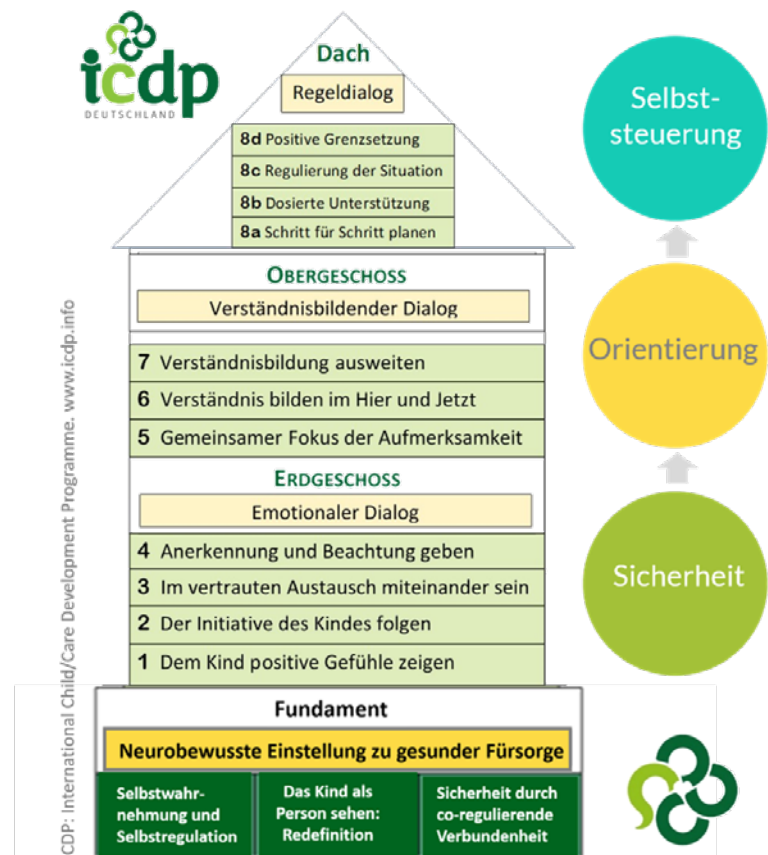 icdp
DEUTSCHLAND
Dach
Regeldialog
8d Positive Grenzsetzung
8c Regulierung der Situation
8b Dosierte Unterstützung
8a Schritt für Schritt planen
OBERGESCHOSS
Verständnisbildender Dialog
7 Verständnisbildung ausweiten
6 Verständnis bilden im Hier und Jetzt
5 Gemeinsamer Fokus der Aufmerksamkeit
ERDGESCHOSS
Emotionaler Dialog
4 Anerkennung und Beachtung geben
3 Im vertrauten Austausch miteinander sein
2 Der Initiative des Kindes folgen
1 Dem Kind positive Gefühle zeigen
Fundament
Neurobewusste Einstellung zu gesunder Fürsorge
Selbstwahr-
nehmung und
Selbstregulation
Das Kind als
Person sehen:
Redefinition
Sicherheit durch
co-regulierende
Verbundenheit
Selbst-
steuerung
Orientierung
Sicherheit
CDP: International Child/Care Development Programme. www.icdp.info